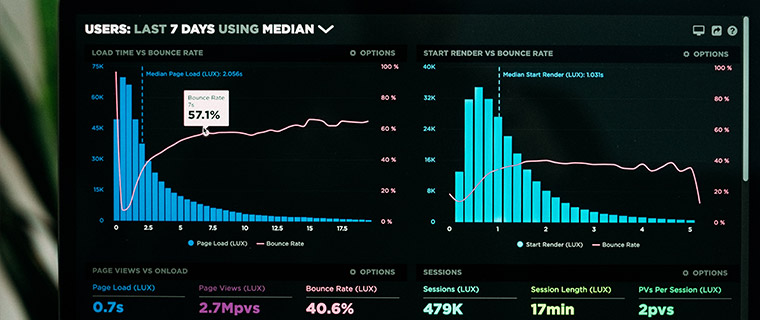 USERS: LAST 7 DAYS USING MEDIAN
LOAD TIME VS BOUNCE RATE
OPTIONS
75K
60K
45K
30K
15K
0
100 %
80 %
60 %
40 %
20 %
0 %
Median Page Load (LUX): 2.056s
Bounce Rate
7s
57.1%
0 2.5 5 7.5 10 12.5 15 17.5
Page Load (LUX) Bounce Rate
START RENDER VS BOUNCE RATE
OPTIONS
40K
32K
24K
16K
8K
0
100 %
80 %
60 %
40 %
20 %
0 %
Median Start Render (LUX): 1.031s
0 1 2 3 4 5
Start Render (LUX) Bounce Rate
PAGE VIEWS VS ONLOAD
OPTIONS
Page Load (LUX) Page Views (LUX) Bounce Rate (LUX)
0.7s 2.7Mpvs 40.6%
SESSIONS
OPTIONS
Sessions (LUX) Session Length (LUX) PVs Per Session (LUX)
479K 17min 2pvs